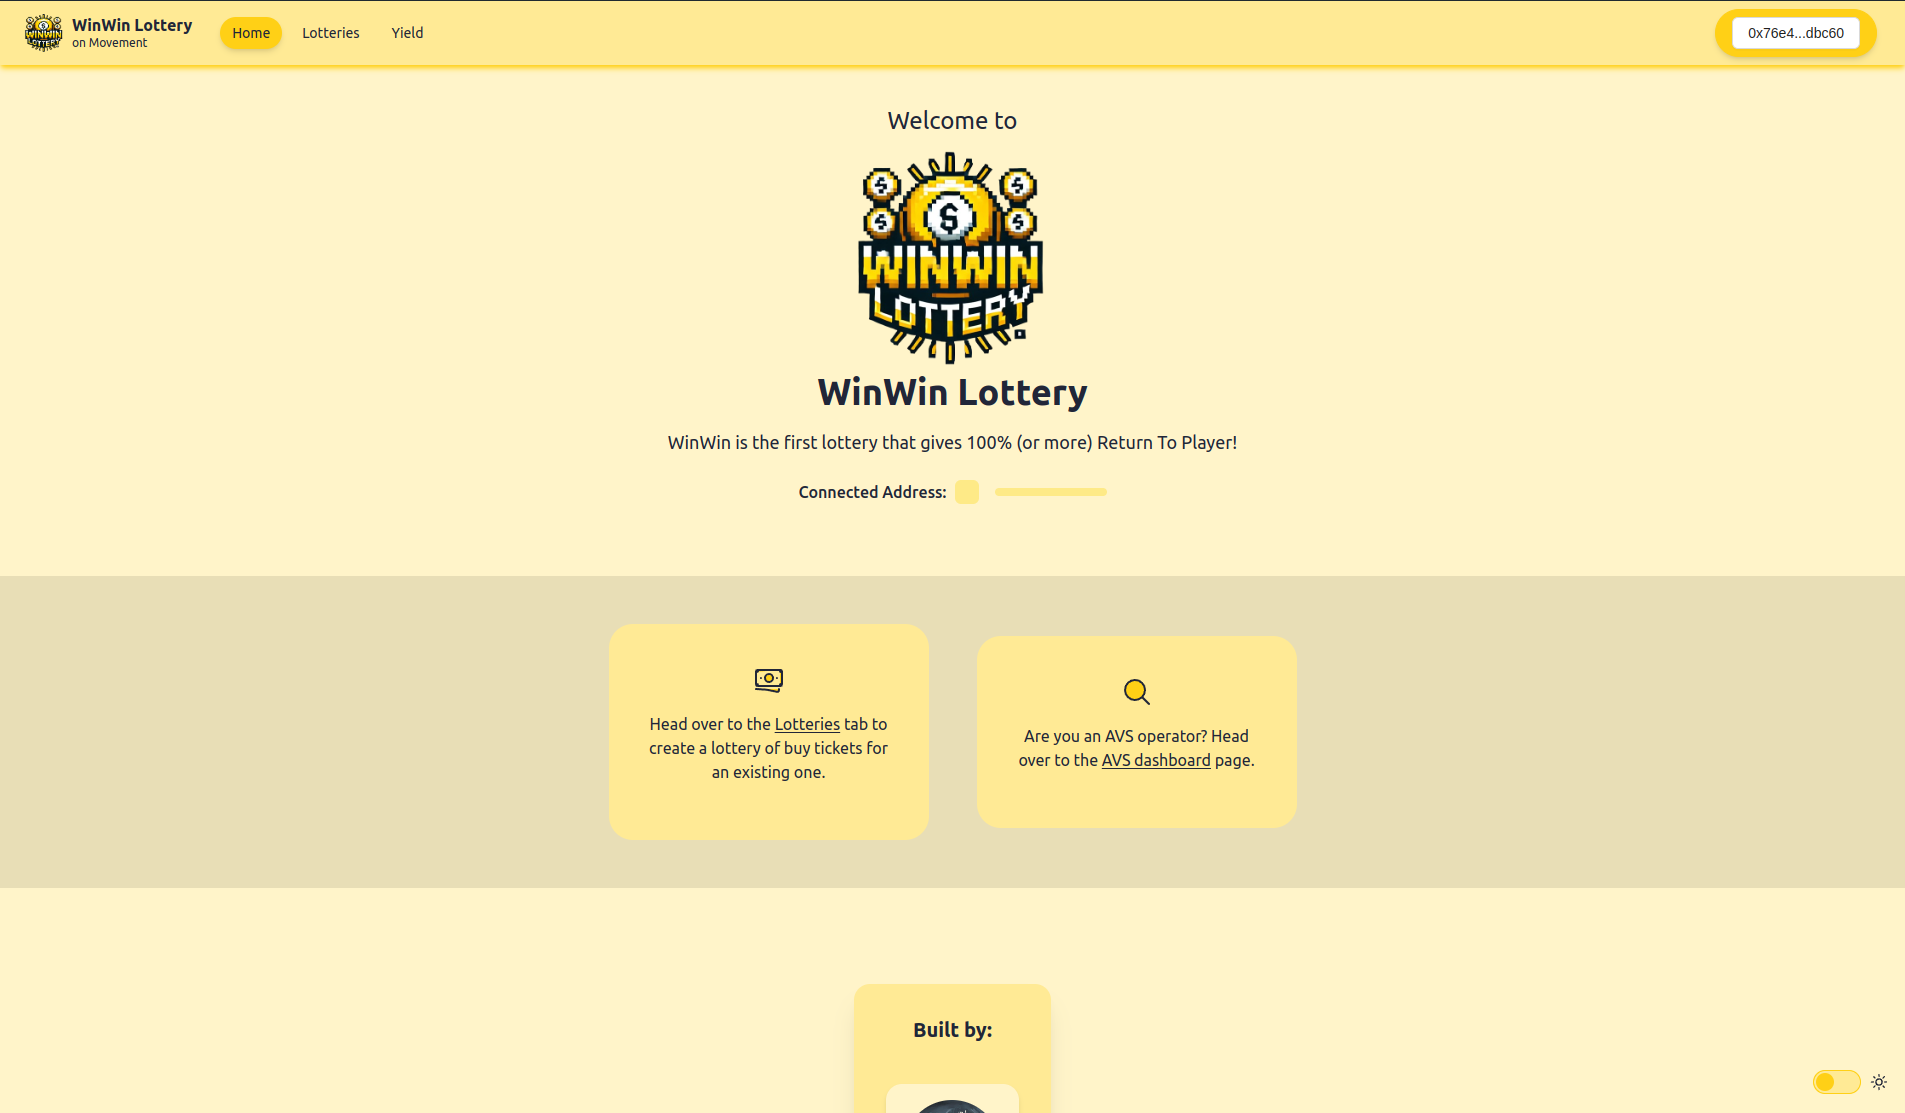 WinWin Lottery
on Movement
Home
Lotteries
Yield
0x76e4...dbc60
Welcome to
WINWIN
LOTTERY
WinWin Lottery
WinWin is the first lottery that gives 100% (or more) Return To Player!
Connected Address:
Head over to the Lotteries tab to
create a lottery of buy tickets for
an existing one.
Are you an AVS operator? Head
over to the AVS dashboard page.
Built by: